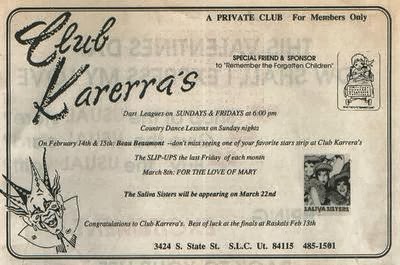 A PRIVATE CLUB For Members Only
Club
Karerra's
SPECIAL FRIEND & SPONSOR
to "Remember the Forgotten Children"
Dart Leagues on SUNDAYS & FRIDAYS at 6:00 pm
Country Dance Lessons on Sunday nights
On February 14th & 15th: Beau Beaumont --don't miss seeing one of your favorite stars strip at Club Karrera's
The SLIP-UPS the last Friday of each month
March 8th: FOR THE LOVE OF MARY
The Saliva Sisters will be appearing on March 22nd
SALIVA SISTERS
Congratulations to Club Karrera's. Best of luck at the finals at Raskals Feb 13th
3424 S. State St. S.L.C. Ut. 84115 485-1501